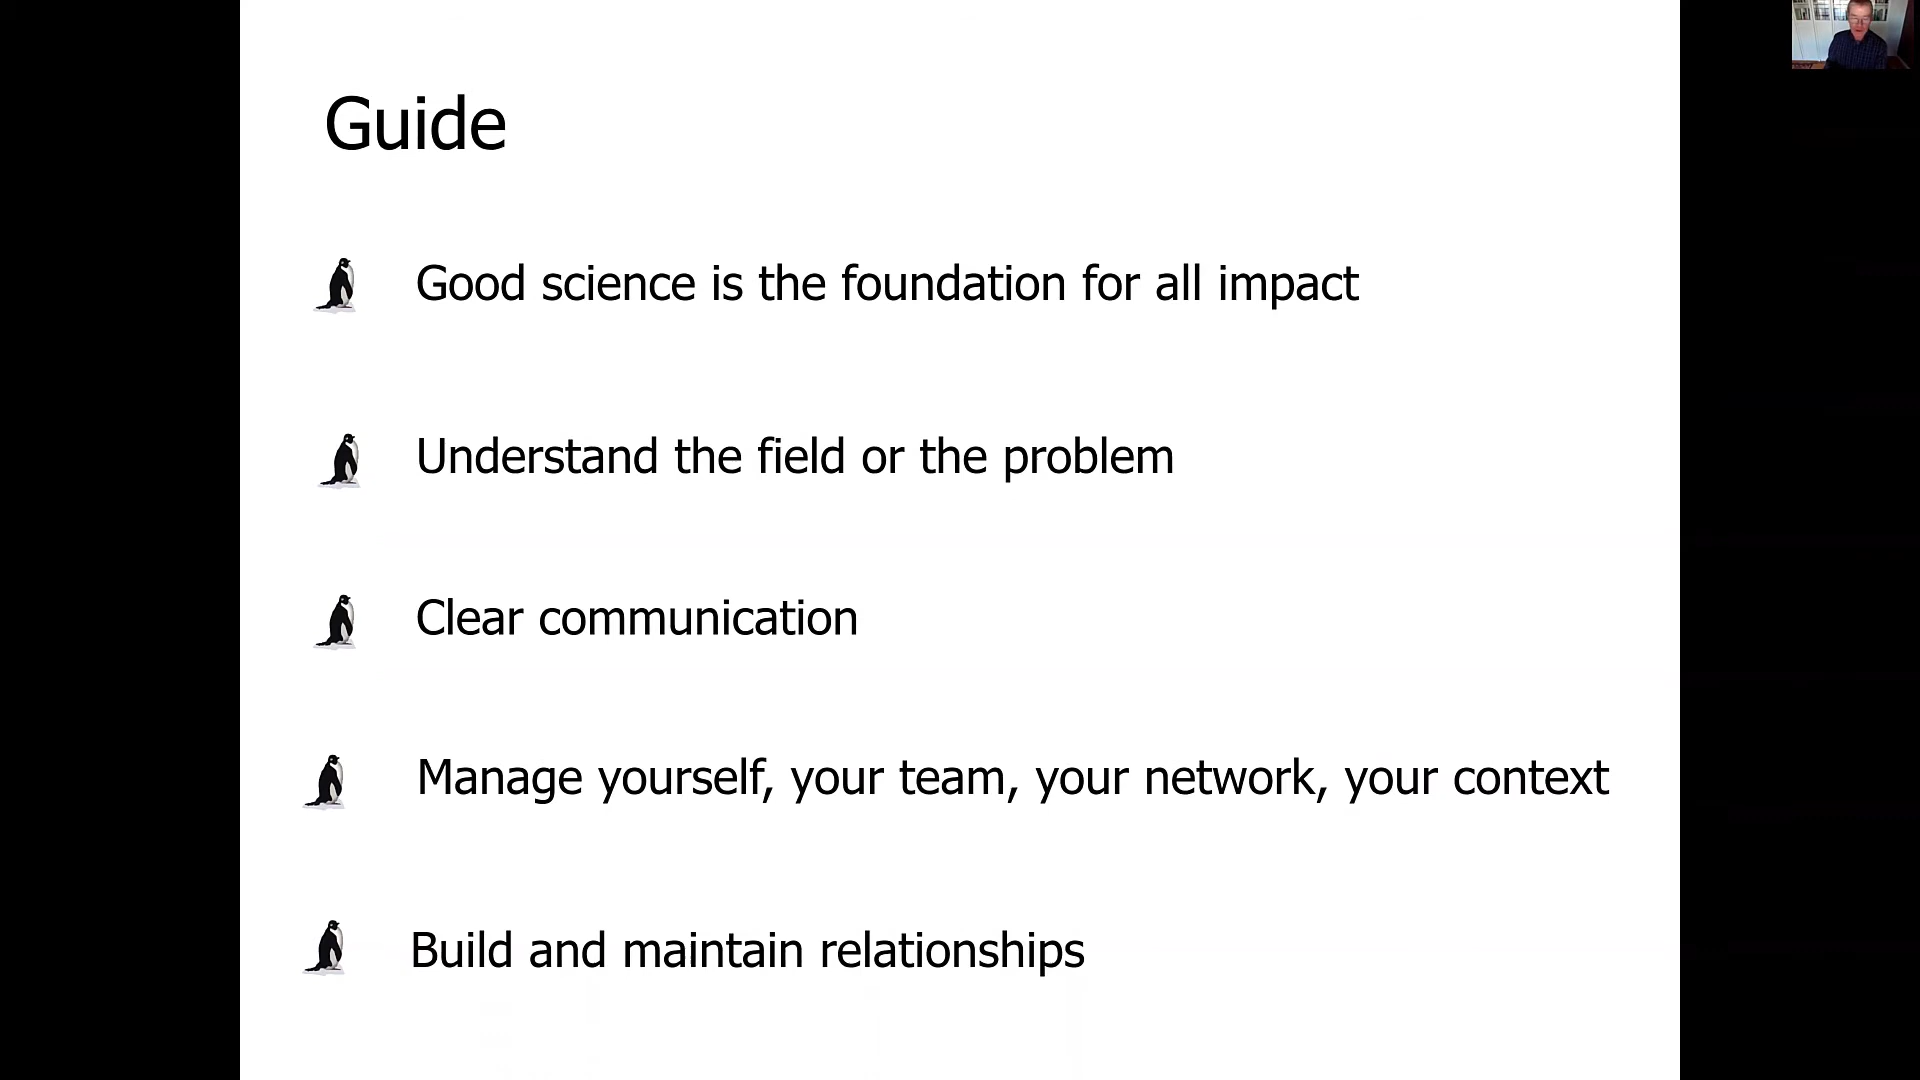 Guide
Good science is the foundation for all impact
Understand the field or the problem
Clear communication
Manage yourself, your team, your network, your context
Build and maintain relationships